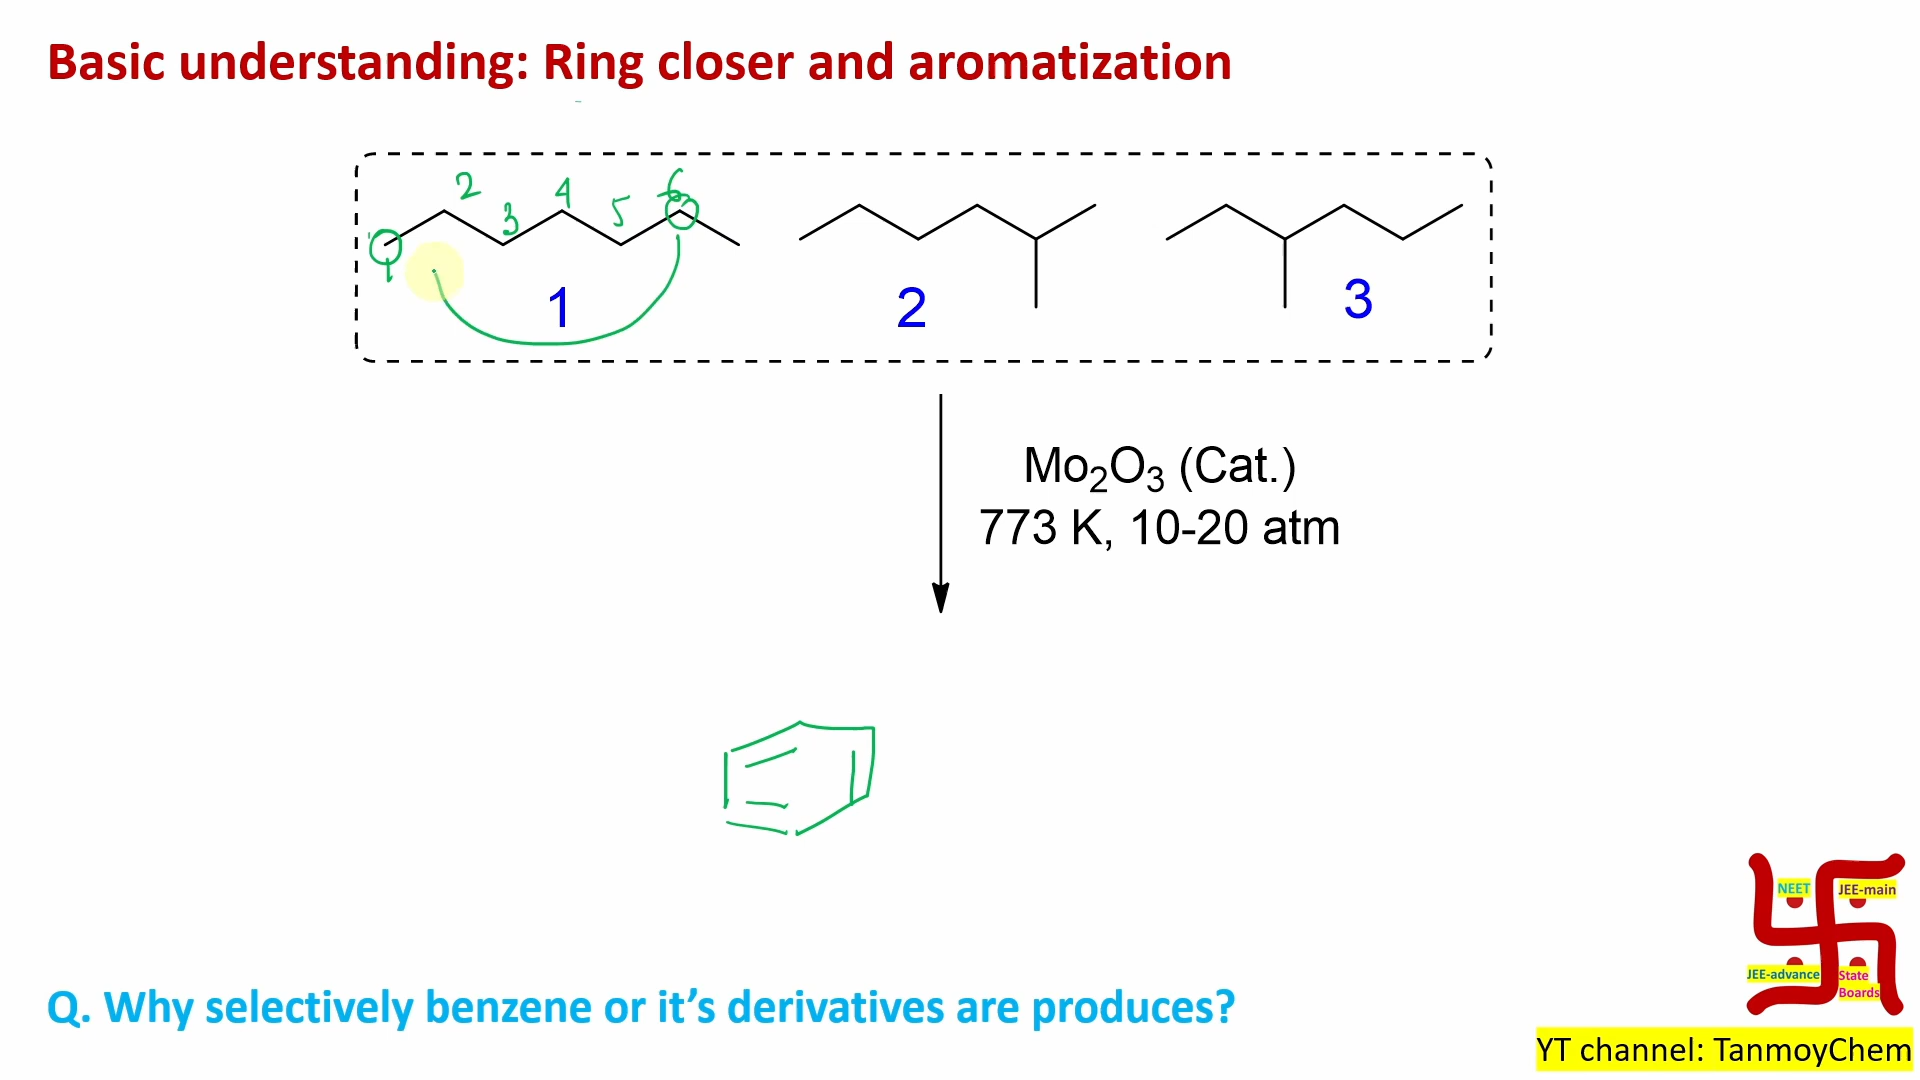 Basic understanding: Ring closer and aromatization
2 4 6
3 5
1
1 2 3
Mo₂O₃ (Cat.)
773 K, 10-20 atm
NEET JEE-main
JEE-advance State
Boards
Q. Why selectively benzene or it’s derivatives are produces?
YT channel: TanmoyChem